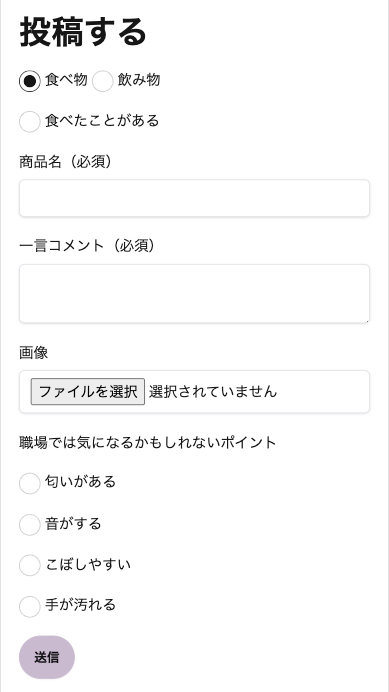 投稿する
食べ物 飲み物
食べたことがある
商品名（必須）
一言コメント（必須）
画像
ファイルを選択 選択されていません
職場では気になるかもしれないポイント
匂いがある
音がする
こぼしやすい
手が汚れる
送信